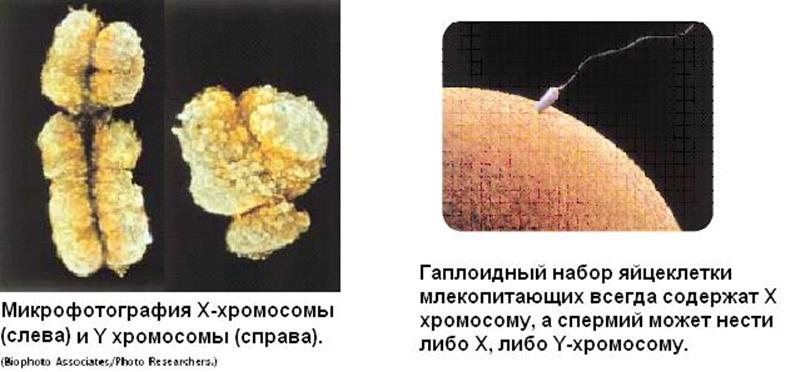 Микрофотография X-хромосомы
(слева) и Y хромосомы (справа).
(Biophoto Associates/Photo Researchers.)
Гаплоидный набор яйцеклетки
млекопитающих всегда содержат X
хромосому, а спермий может нести
либо X, либо Y-хромосому.